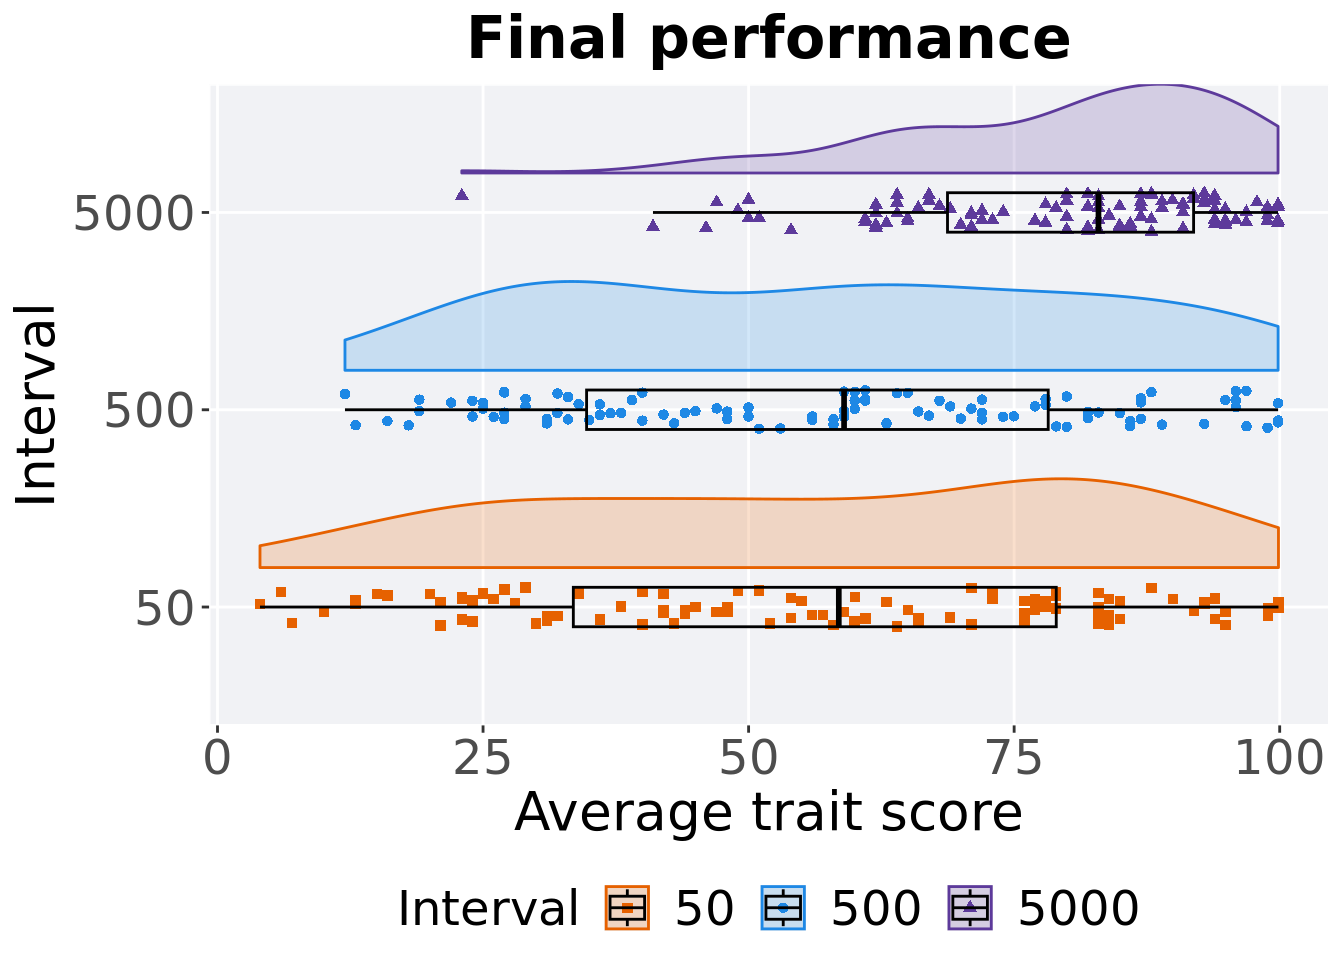 Final performance
5000
500
50
Interval
0 25 50 75 100
Average trait score
Interval 50 500 5000